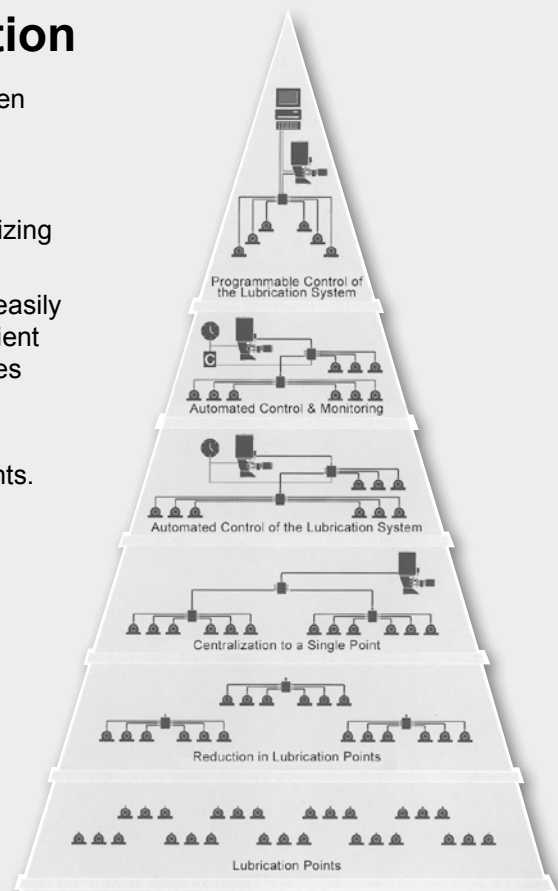 tion
en
izing
easily
ient
es
nts.
Programmable Control of
the Lubrication System
C
Automated Control & Monitoring
Automated Control of the Lubrication System
Centralization to a Single Point
Reduction in Lubrication Points
Lubrication Points